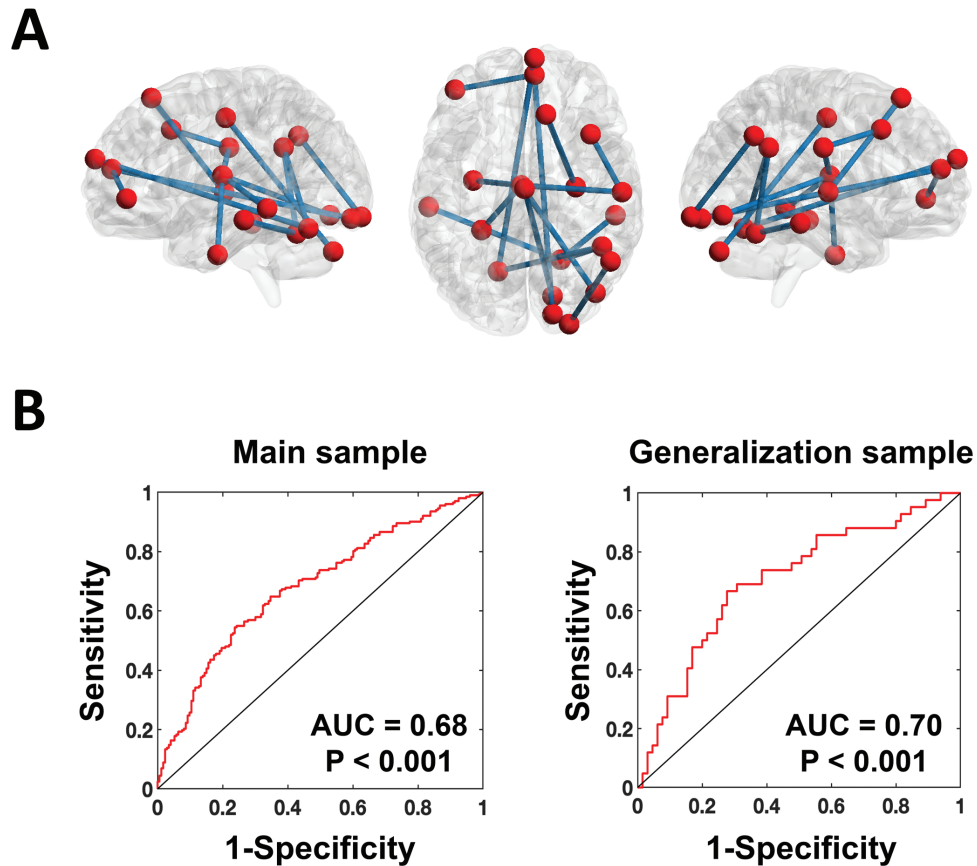 A
B
Main sample
Sensitivity
1
0.8
0.6
0.4
0.2
0
0 0.2 0.4 0.6 0.8 1
AUC = 0.68
P < 0.001
1-Specificity
Generalization sample
Sensitivity
1
0.8
0.6
0.4
0.2
0
0 0.2 0.4 0.6 0.8 1
AUC = 0.70
P < 0.001
1-Specificity